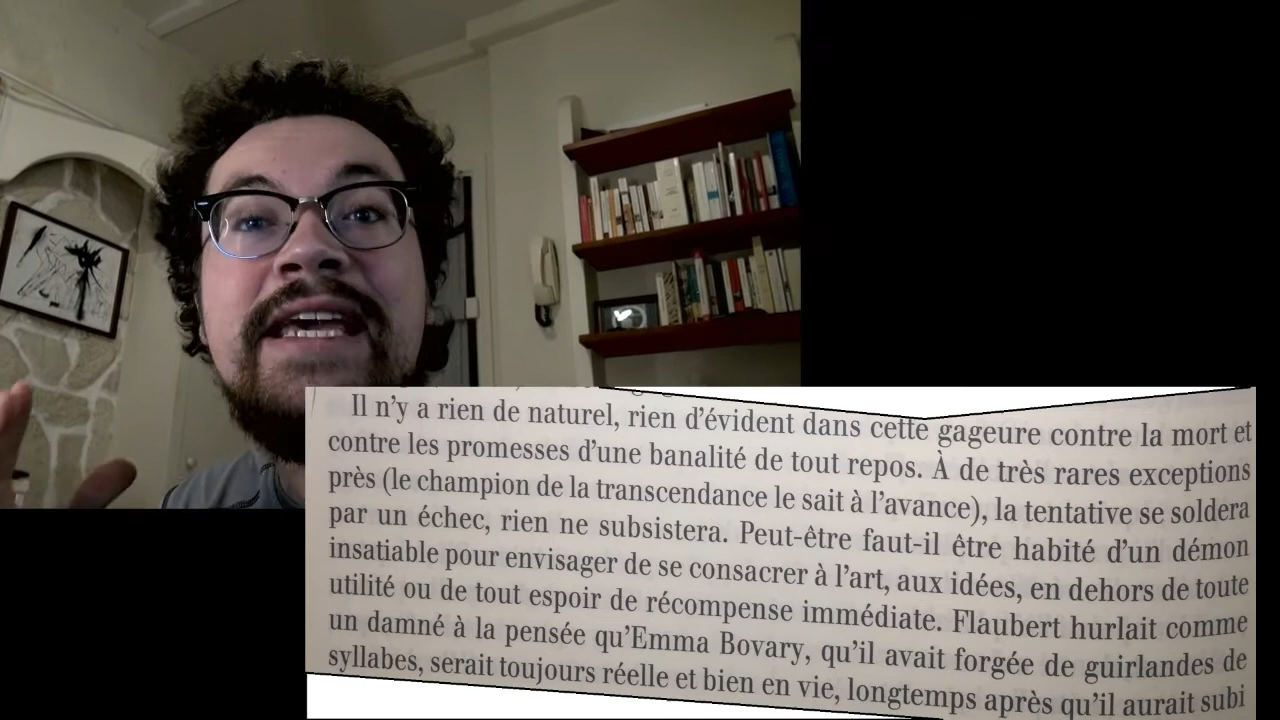 Il n'y a rien de naturel, rien d'évident dans cette gageure contre la mort et
contre les promesses d'une banalité de tout repos. À de très rares exceptions
près (le champion de la transcendance le sait à l'avance), la tentative se soldera
par un échec, rien ne subsistera. Peut-être faut-il être habité d'un démon
insatiable pour envisager de se consacrer à l'art, aux idées, en dehors de toute
utilité ou de tout espoir de récompense immédiate. Flaubert hurlait comme
un damné à la pensée qu'Emma Bovary, qu'il avait forgée de guirlandes de
syllabes, serait toujours réelle et bien en vie, longtemps après qu'il aurait subi